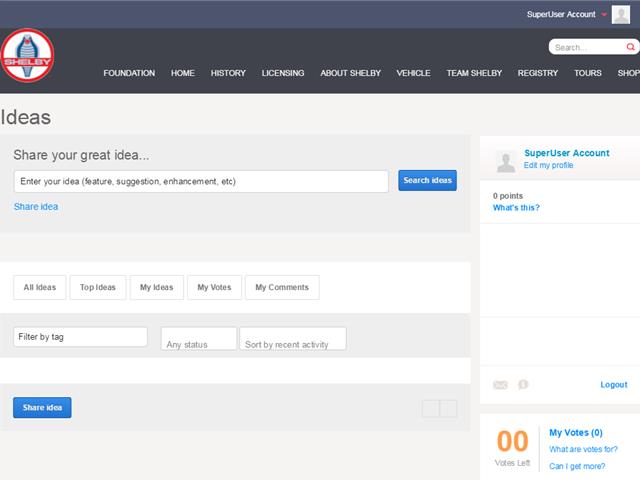 SuperUser Account
SHELBY
Search...
FOUNDATION HOME HISTORY LICENSING ABOUT SHELBY VEHICLE TEAM SHELBY REGISTRY TOURS SHOP
Ideas
Share your great idea...
Enter your idea (feature, suggestion, enhancement, etc)
Search ideas
Share idea
All Ideas
Top Ideas
My Ideas
My Votes
My Comments
Filter by tag
Any status
Sort by recent activity
Share idea
SuperUser Account
Edit my profile
0 points
What's this?
Logout
00
Votes Left
My Votes (0)
What are votes for?
Can I get more?